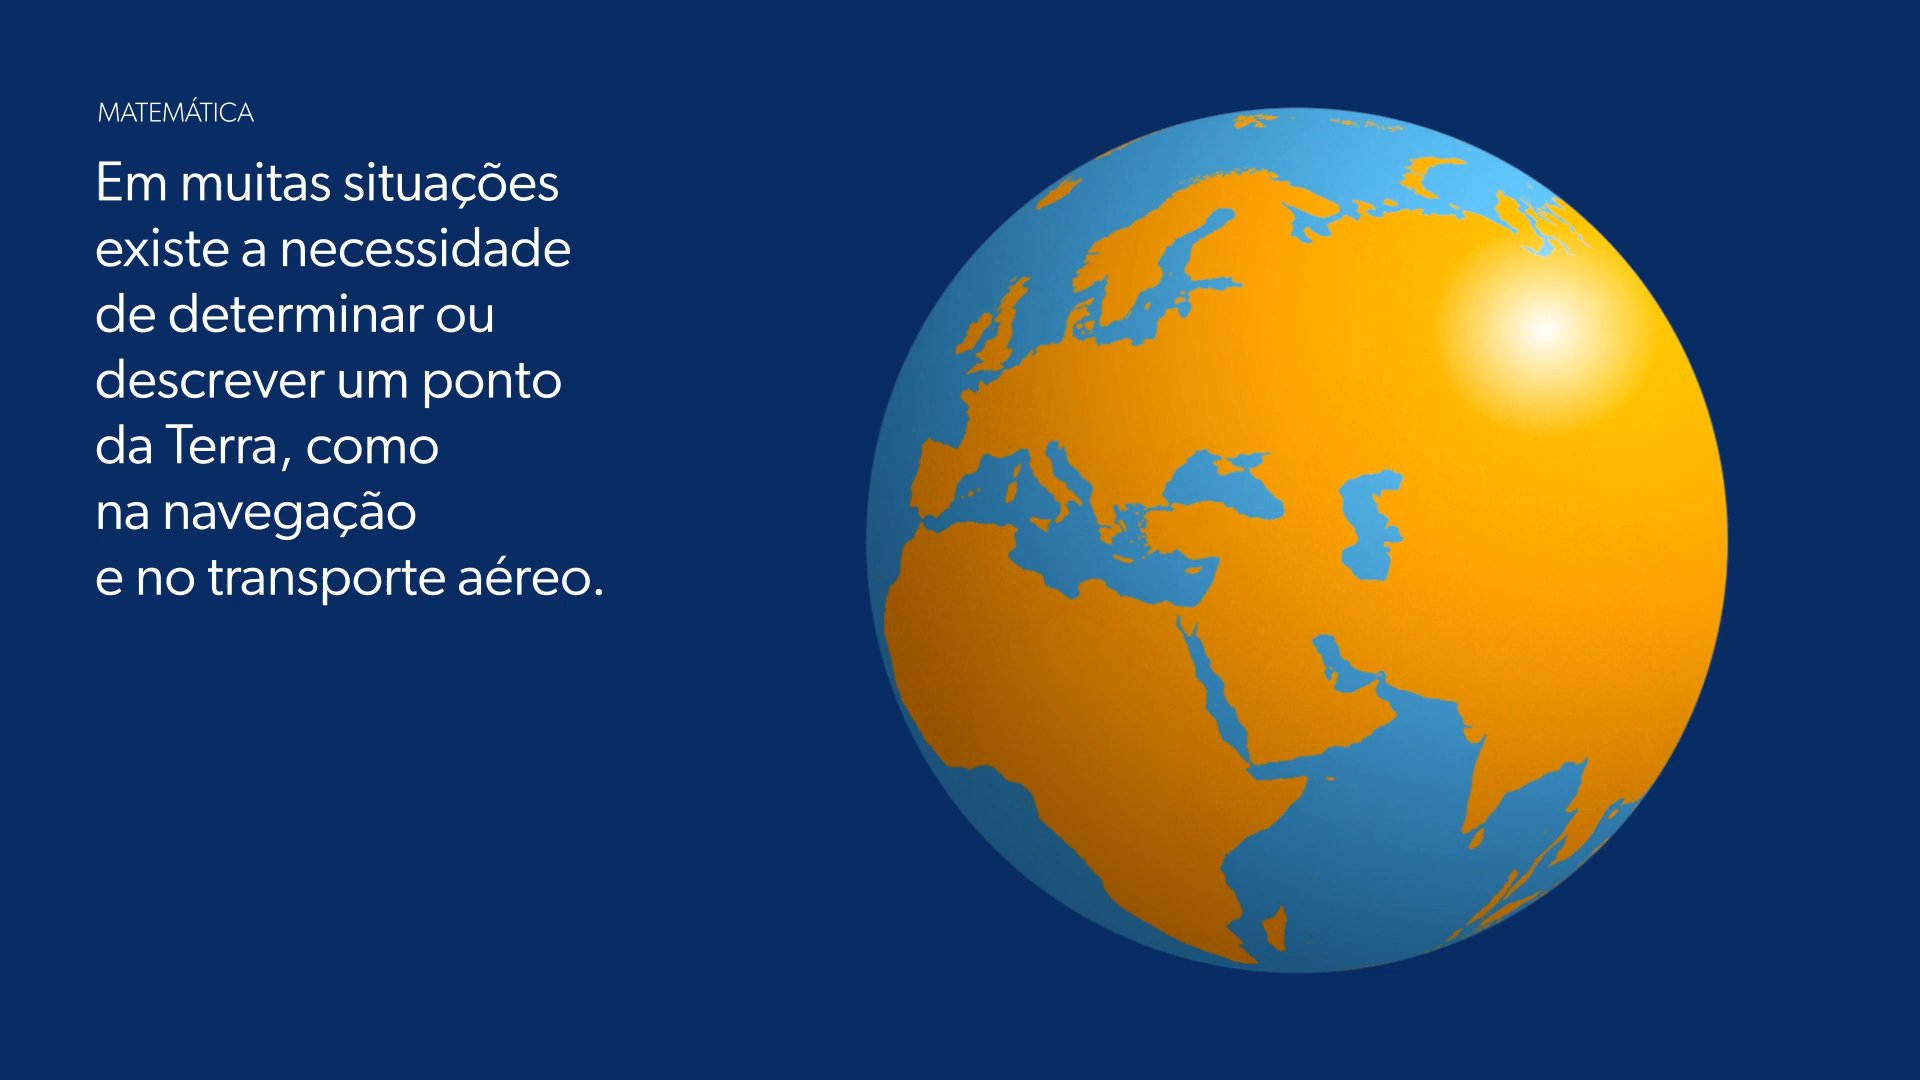 MATEMÁTICA
Em muitas situações
existe a necessidade
de determinar ou
descrever um ponto
da Terra, como
na navegação
e no transporte aéreo.